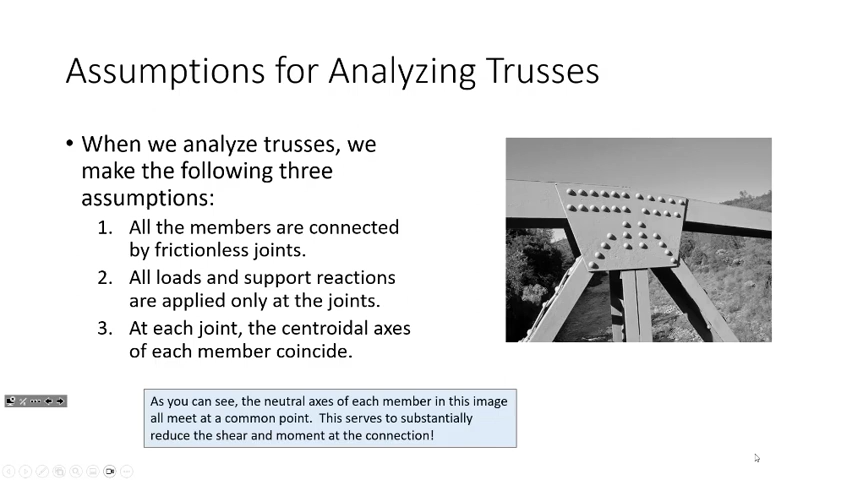 Assumptions for Analyzing Trusses
• When we analyze trusses, we
make the following three
assumptions:
1. All the members are connected
by frictionless joints.
2. All loads and support reactions
are applied only at the joints.
3. At each joint, the centroidal axes
of each member coincide.
As you can see, the neutral axes of each member in this image
all meet at a common point. This serves to substantially
reduce the shear and moment at the connection!